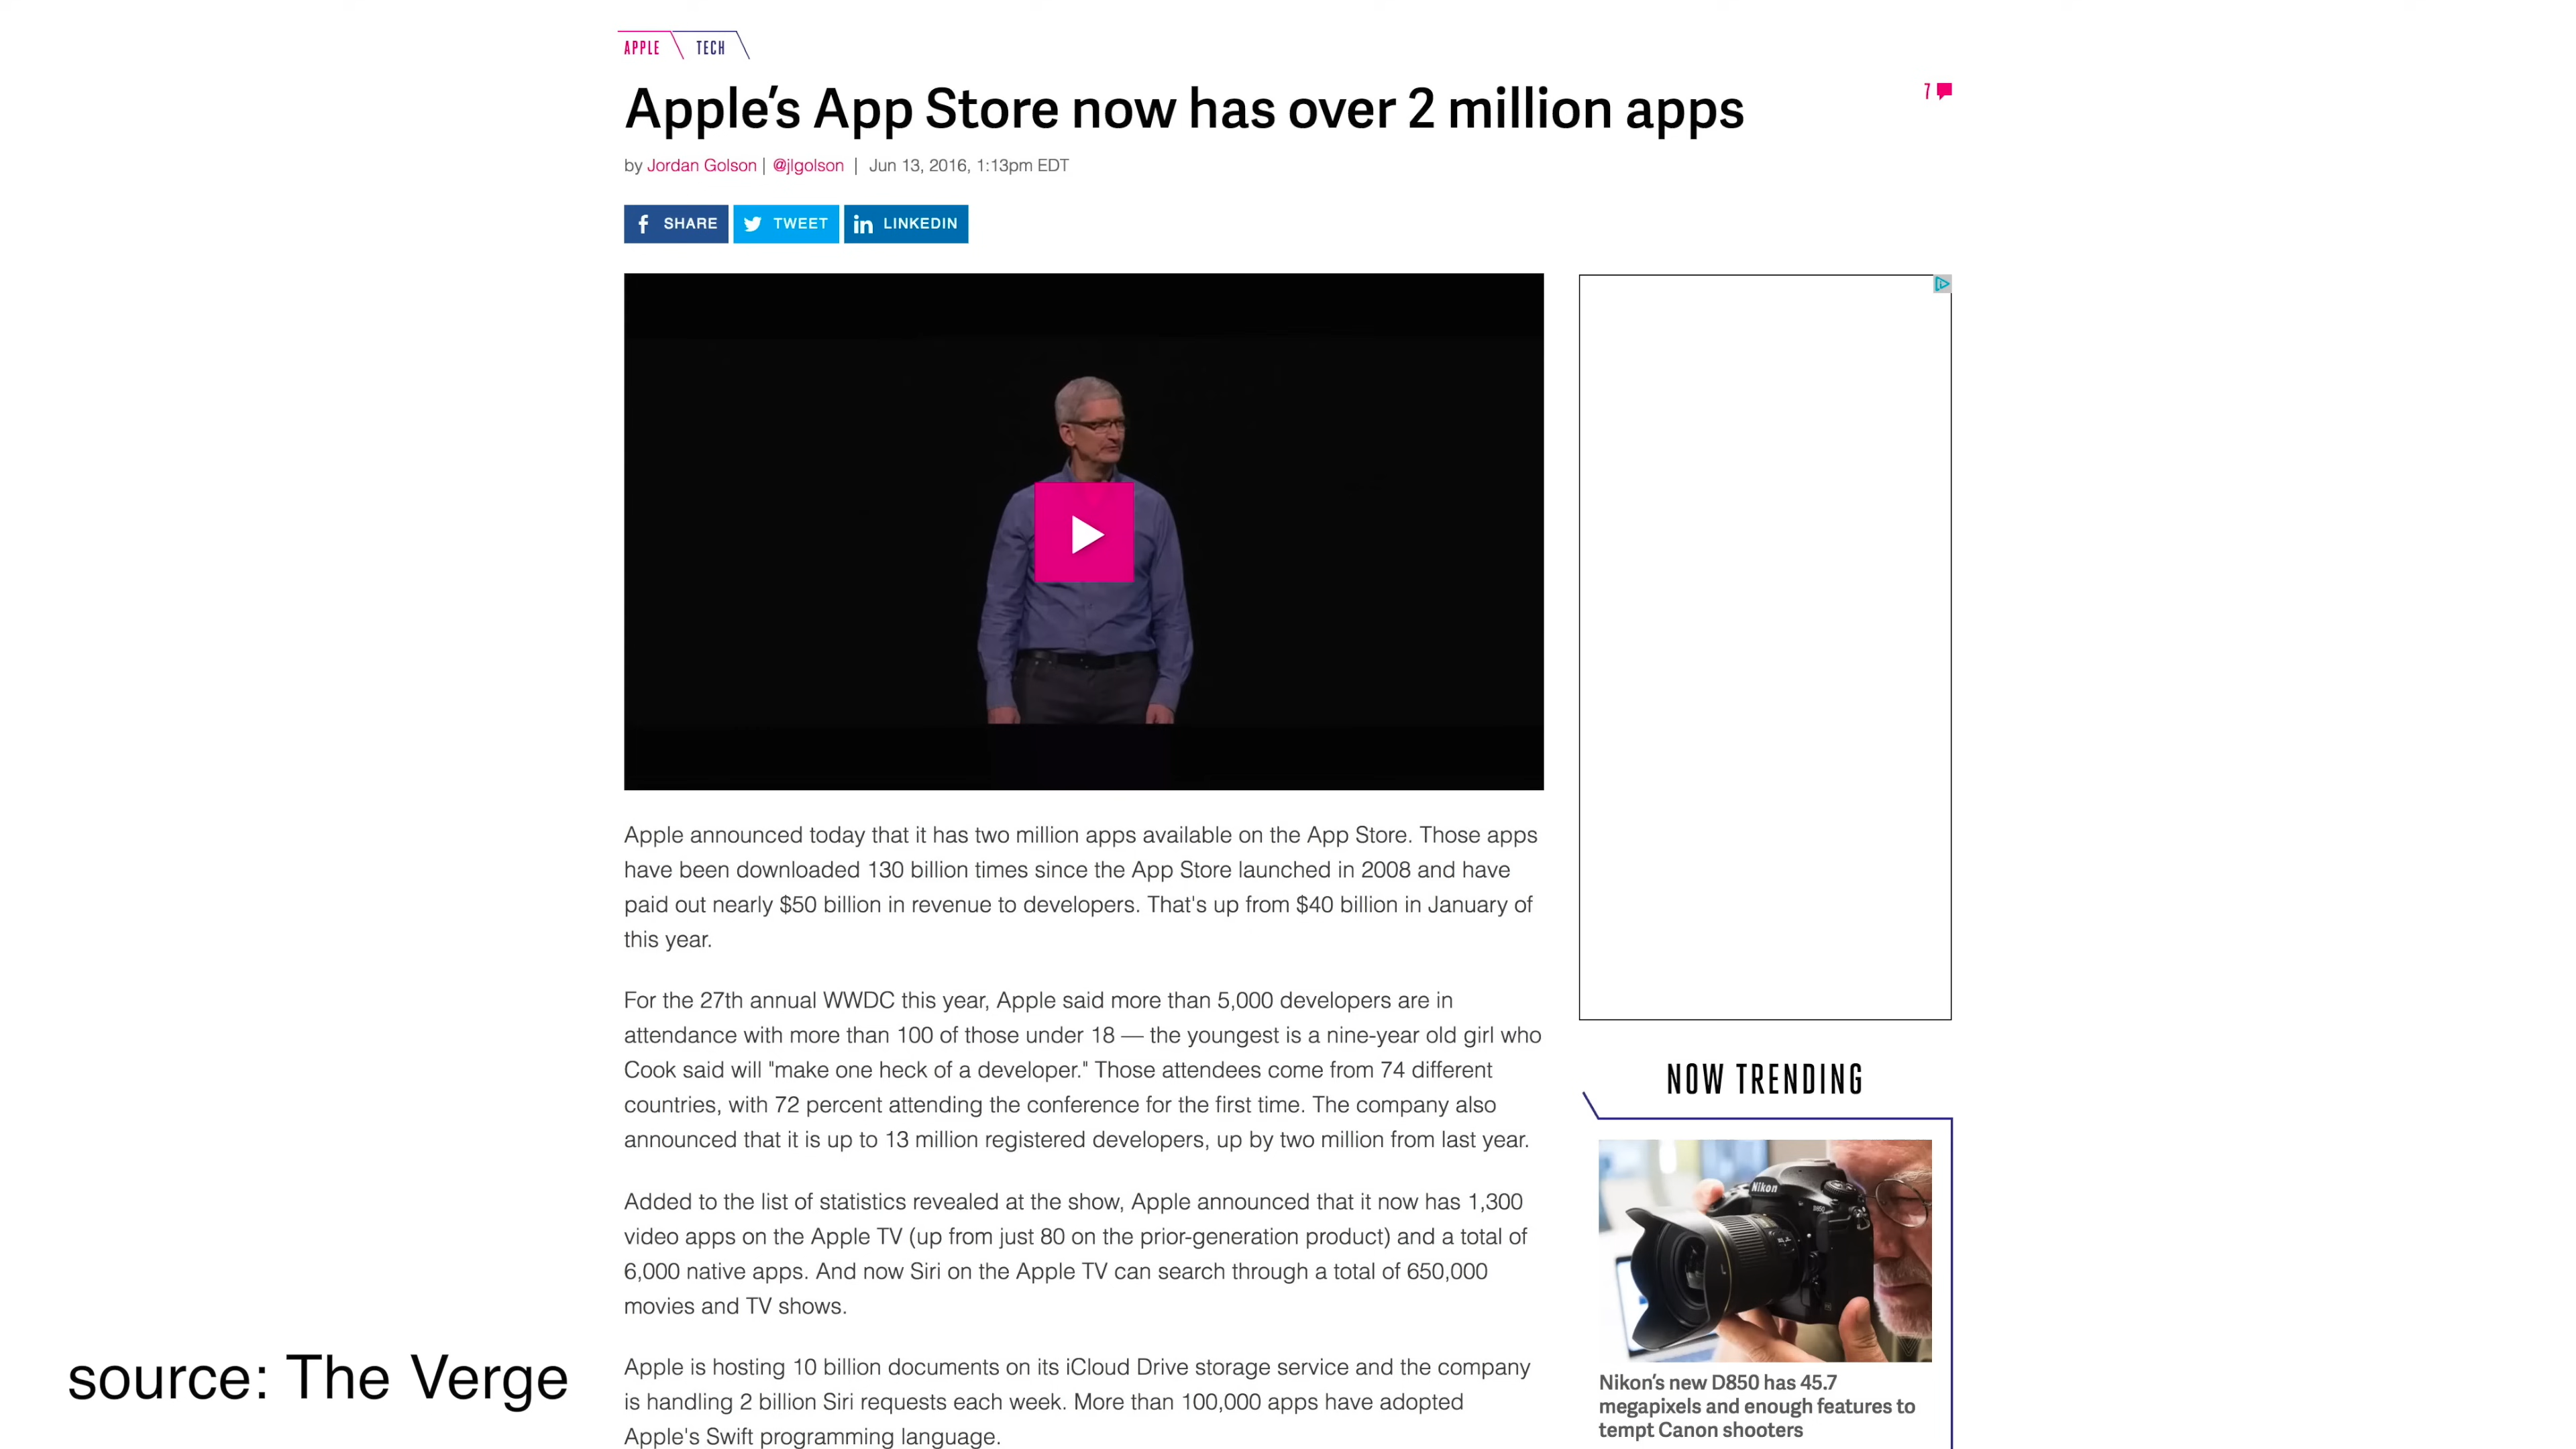 APPLE TECH
Apple’s App Store now has over 2 million apps
7
by Jordan Golson | @jlgolson | Jun 13, 2016, 1:13pm EDT
f SHARE TWEET in LINKEDIN
Apple announced today that it has two million apps available on the App Store. Those apps
have been downloaded 130 billion times since the App Store launched in 2008 and have
paid out nearly $50 billion in revenue to developers. That's up from $40 billion in January of
this year.
For the 27th annual WWDC this year, Apple said more than 5,000 developers are in
attendance with more than 100 of those under 18 — the youngest is a nine-year old girl who
Cook said will "make one heck of a developer." Those attendees come from 74 different
countries, with 72 percent attending the conference for the first time. The company also
announced that it is up to 13 million registered developers, up by two million from last year.
Added to the list of statistics revealed at the show, Apple announced that it now has 1,300
video apps on the Apple TV (up from just 80 on the prior-generation product) and a total of
6,000 native apps. And now Siri on the Apple TV can search through a total of 650,000
movies and TV shows.
Apple is hosting 10 billion documents on its iCloud Drive storage service and the company
is handling 2 billion Siri requests each week. More than 100,000 apps have adopted
Apple's Swift programming language.
NOW TRENDING
Nikon
D850
Nikon’s new D850 has 45.7
megapixels and enough features to
tempt Canon shooters
source: The Verge